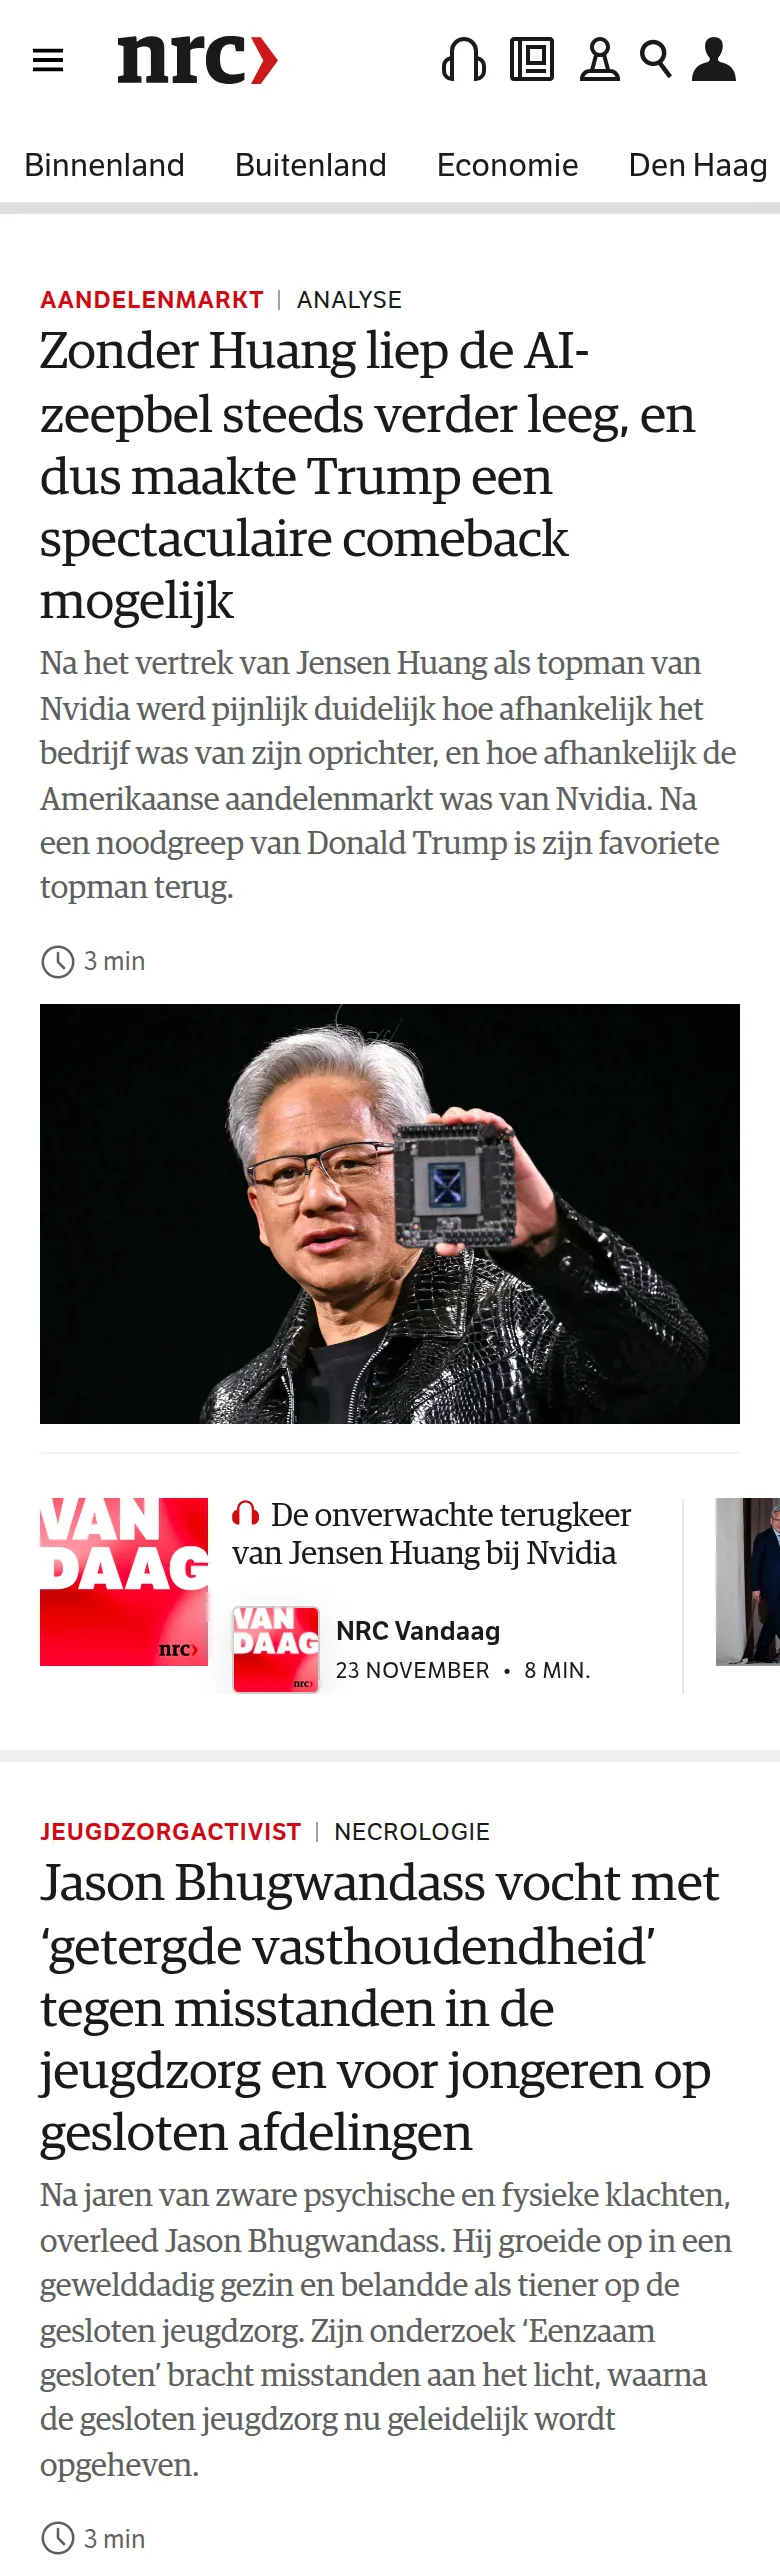 nrc
Binnenland Buitenland Economie Den Haag
AANDELENMARKT | ANALYSE
Zonder Huang liep de AI-
zeepbel steeds verder leeg, en
dus maakte Trump een
spectaculaire comeback
mogelijk
Na het vertrek van Jensen Huang als topman van
Nvidia werd pijnlijk duidelijk hoe afhankelijk het
bedrijf was van zijn oprichter, en hoe afhankelijk de
Amerikaanse aandelenmarkt was van Nvidia. Na
een noodgreep van Donald Trump is zijn favoriete
topman terug.
3 min
VAN
DAAG
nrc
De onverwachte terugkeer
van Jensen Huang bij Nvidia
VAN
DAAG
nrc
NRC Vandaag
23 NOVEMBER • 8 MIN.
JEUGDZORGACTIVIST | NECROLOGIE
Jason Bhugwandass vocht met
‘getergde vasthoudendheid’
tegen misstanden in de
jeugdzorg en voor jongeren op
gesloten afdelingen
Na jaren van zware psychische en fysieke klachten,
overleed Jason Bhugwandass. Hij groeide op in een
gewelddadig gezin en belandde als tiener op de
gesloten jeugdzorg. Zijn onderzoek ‘Eenzaam
gesloten’ bracht misstanden aan het licht, waarna
de gesloten jeugdzorg nu geleidelijk wordt
opgeheven.
3 min